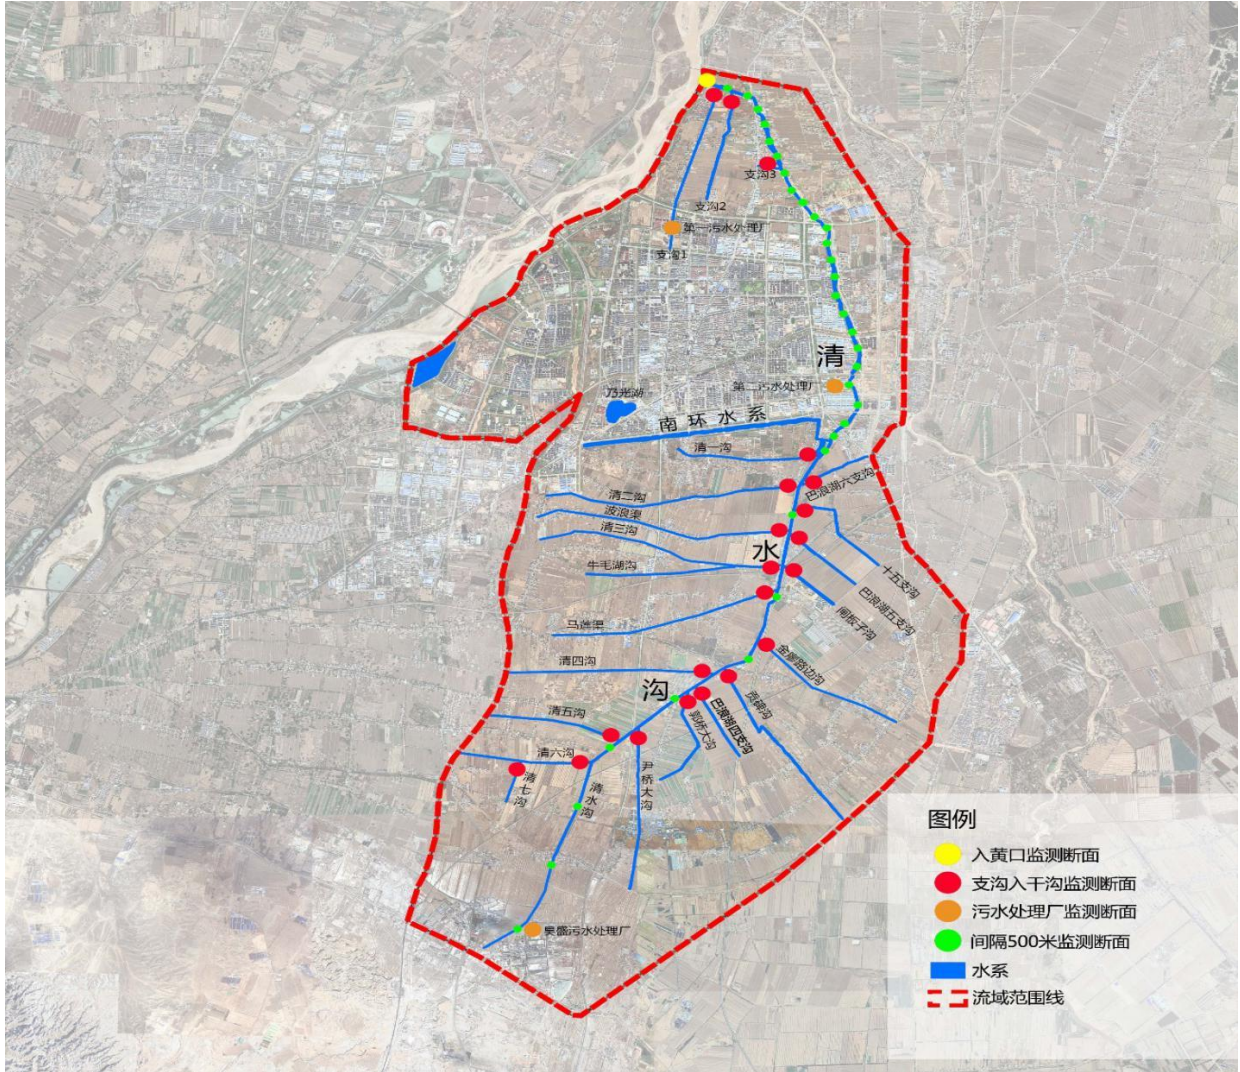 支沟3
支沟2
第一污水处理厂
支沟1
清
第二污水处理厂
乃光湖
南环水系
清一沟
巴浪湖六支沟
清二沟
波浪渠
清三沟
水
牛毛湖沟
十五支沟
巴浪湖五支沟
闸板子沟
马莲渠
金廖路边沟
清四沟
沟
贡碑沟
巴浪湖四支沟
郭桥大沟
清五沟
清六沟
清七沟
清水沟
尹桥大沟
昊盛污水处理厂
图例
入黄口监测断面
支沟入干沟监测断面
污水处理厂监测断面
间隔500米监测断面
水系
流域范围线